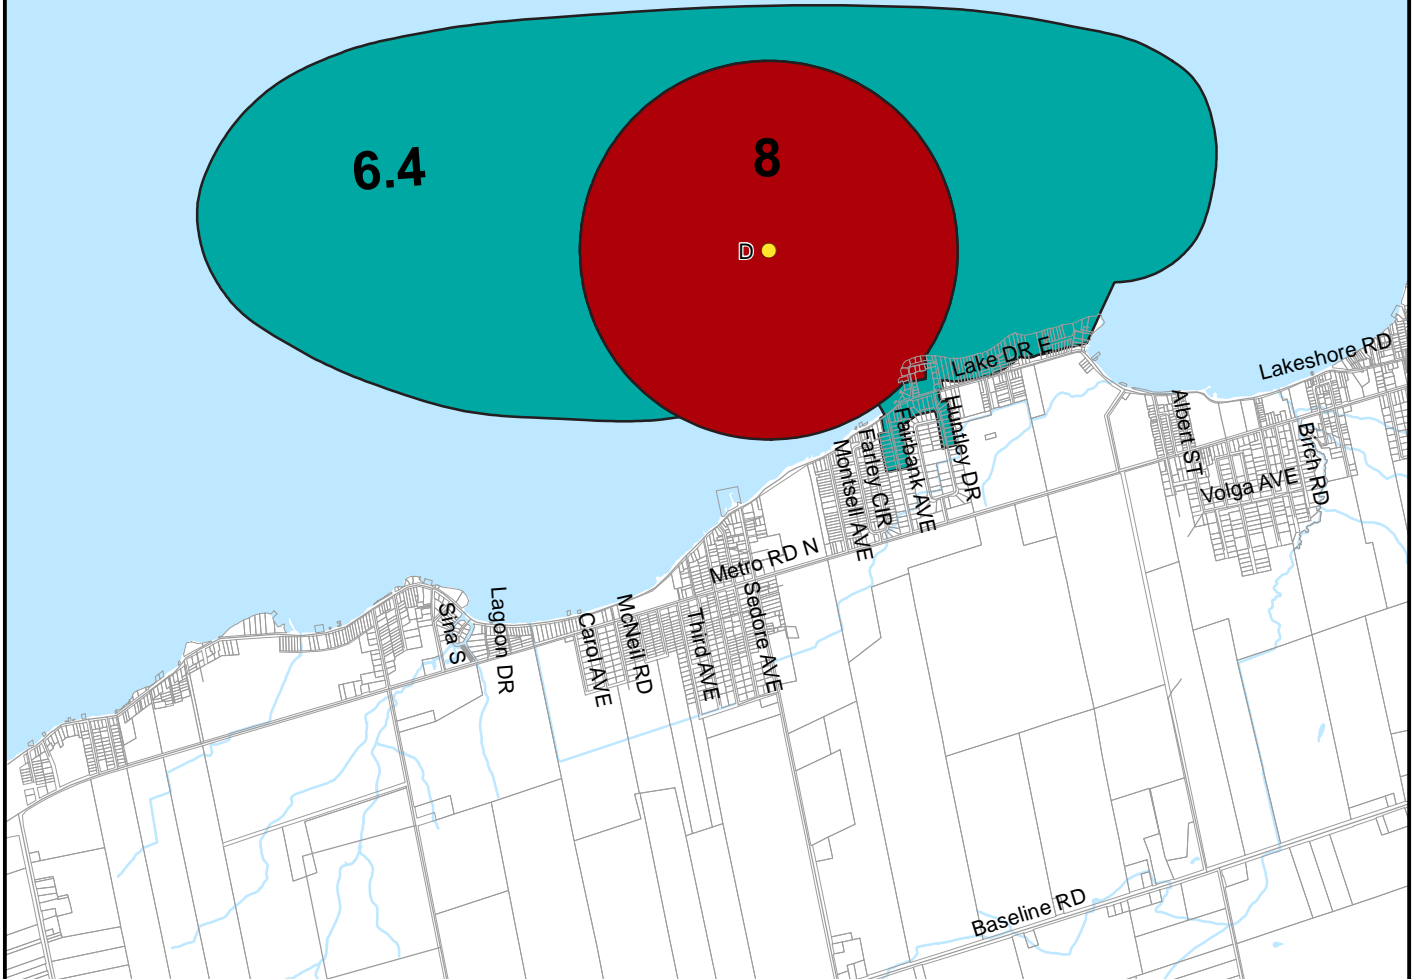 6.4
8
D
Lake DR E
Lakeshore RD
Albert ST
Birch RD
Volga AVE
Huntley DR
Fairbank AVE
Farley CIR
Montsell AVE
Metro RD N
Sedore AVE
Third AVE
McNeil RD
Carol AVE
Lagoon DR
Sina S
Baseline RD